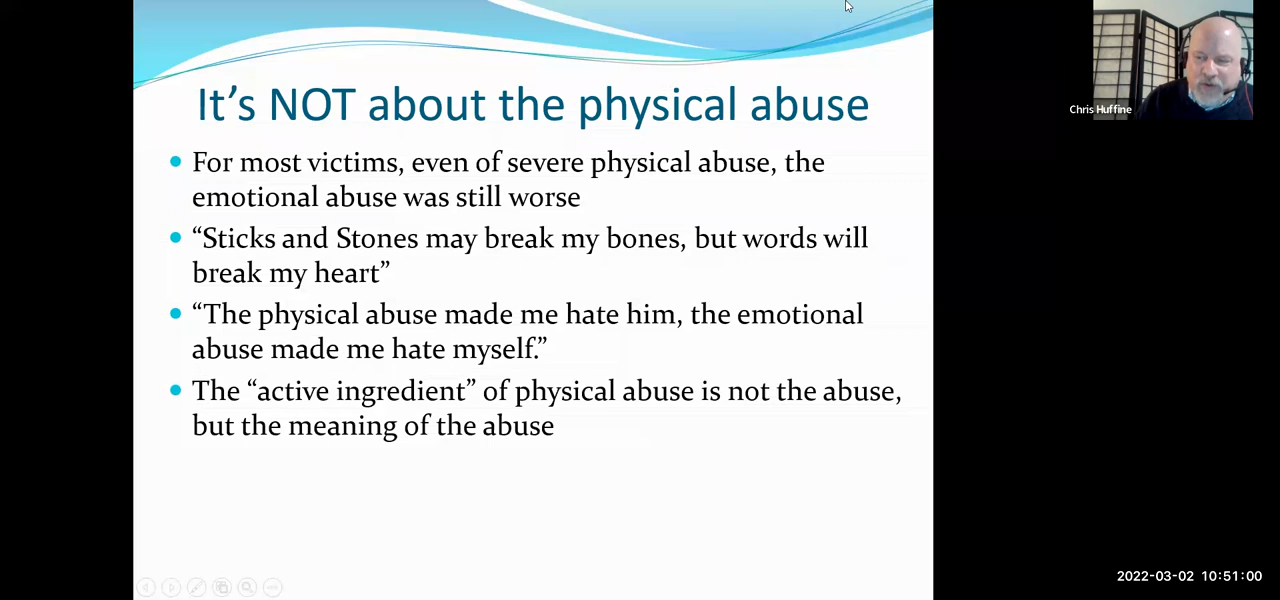 It's NOT about the physical abuse
For most victims, even of severe physical abuse, the
emotional abuse was still worse
“Sticks and Stones may break my bones, but words will
break my heart”
“The physical abuse made me hate him, the emotional
abuse made me hate myself.”
The “active ingredient” of physical abuse is not the abuse,
but the meaning of the abuse
Chris Huffine
2022-03-02 10:51:00